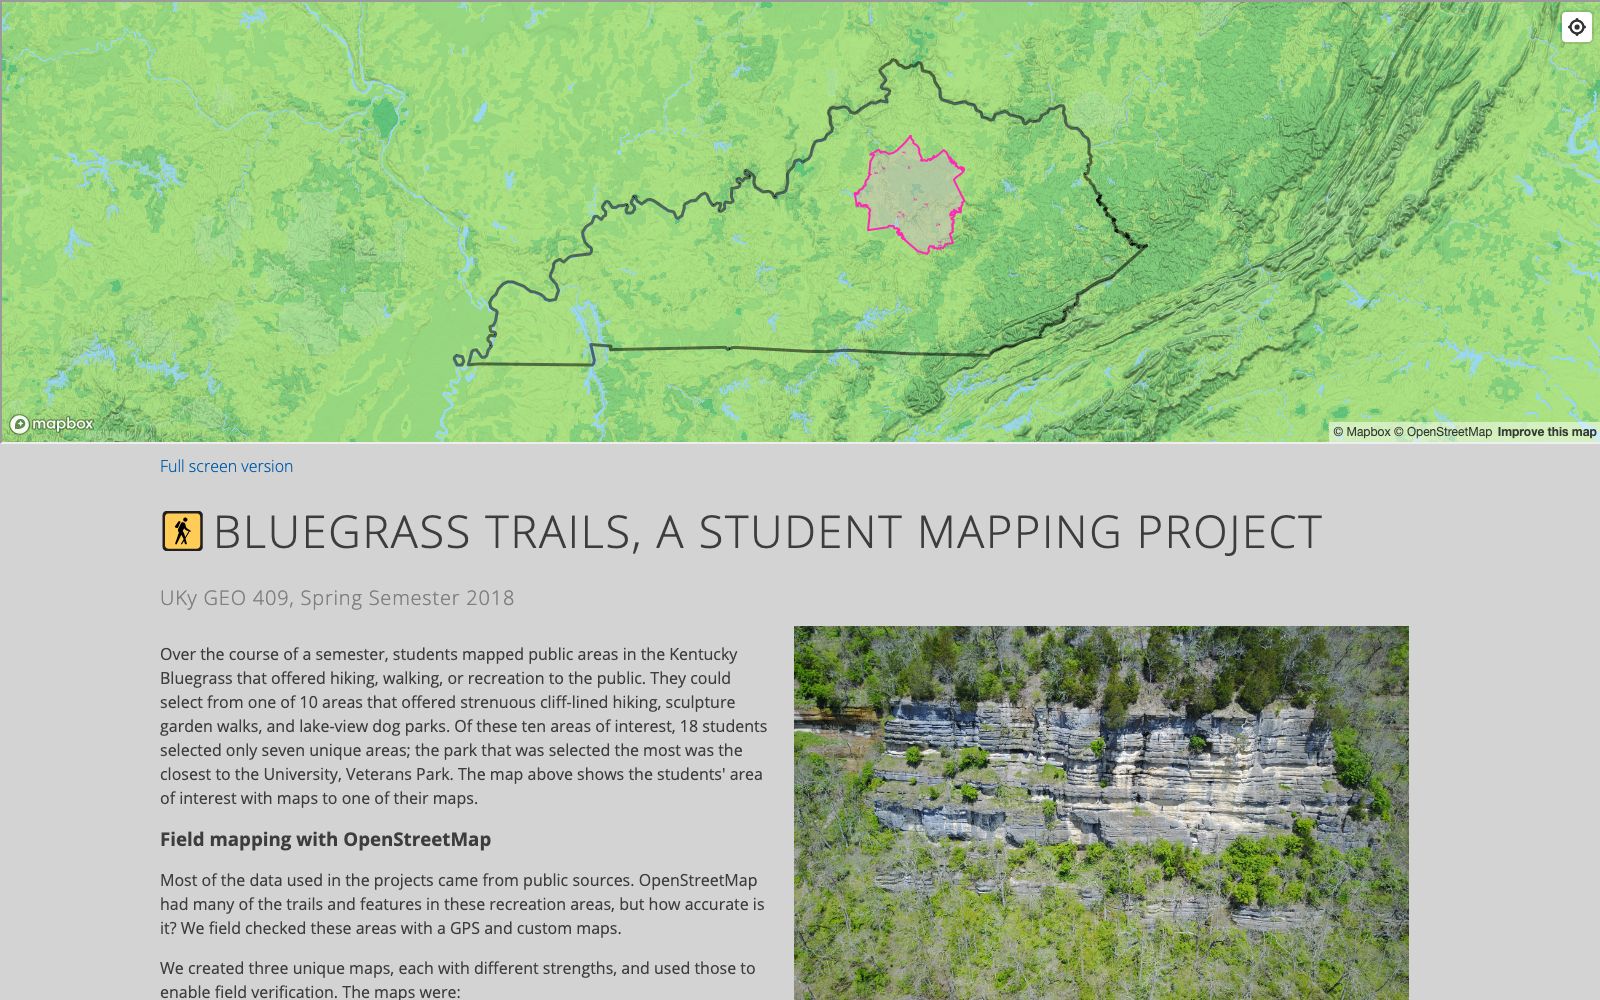 mapbox
© Mapbox © OpenStreetMap Improve this map
Full screen version
BLUEGRASS TRAILS, A STUDENT MAPPING PROJECT
UKy GEO 409, Spring Semester 2018
Over the course of a semester, students mapped public areas in the Kentucky
Bluegrass that offered hiking, walking, or recreation to the public. They could
select from one of 10 areas that offered strenuous cliff-lined hiking, sculpture
garden walks, and lake-view dog parks. Of these ten areas of interest, 18 students
selected only seven unique areas; the park that was selected the most was the
closest to the University, Veterans Park. The map above shows the students' area
of interest with maps to one of their maps.
Field mapping with OpenStreetMap
Most of the data used in the projects came from public sources. OpenStreetMap
had many of the trails and features in these recreation areas, but how accurate is
it? We field checked these areas with a GPS and custom maps.
We created three unique maps, each with different strengths, and used those to
enable field verification. The maps were: